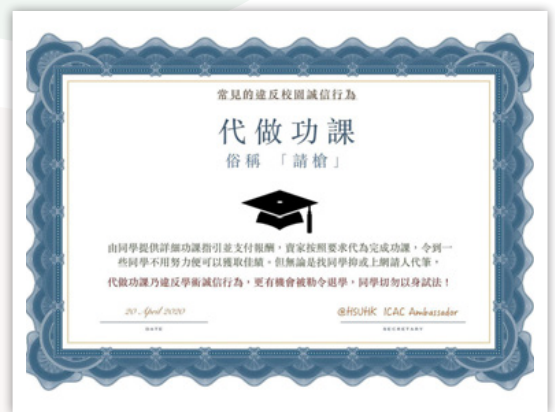 常見的違反校園誠信行為
代做功課
俗稱 「請槍」
由同學提供詳細功課指引並支付報酬，賣家按照要求代為完成功課，令到一
些同學不用努力便可以獲取佳績。但無論是找同學抑或上網請人代筆，
代做功課乃違反學術誠信行為，更有機會被勒令退學，同學切勿以身試法！
20 April 2020
@HSUHK ICAC Ambassador
DATE